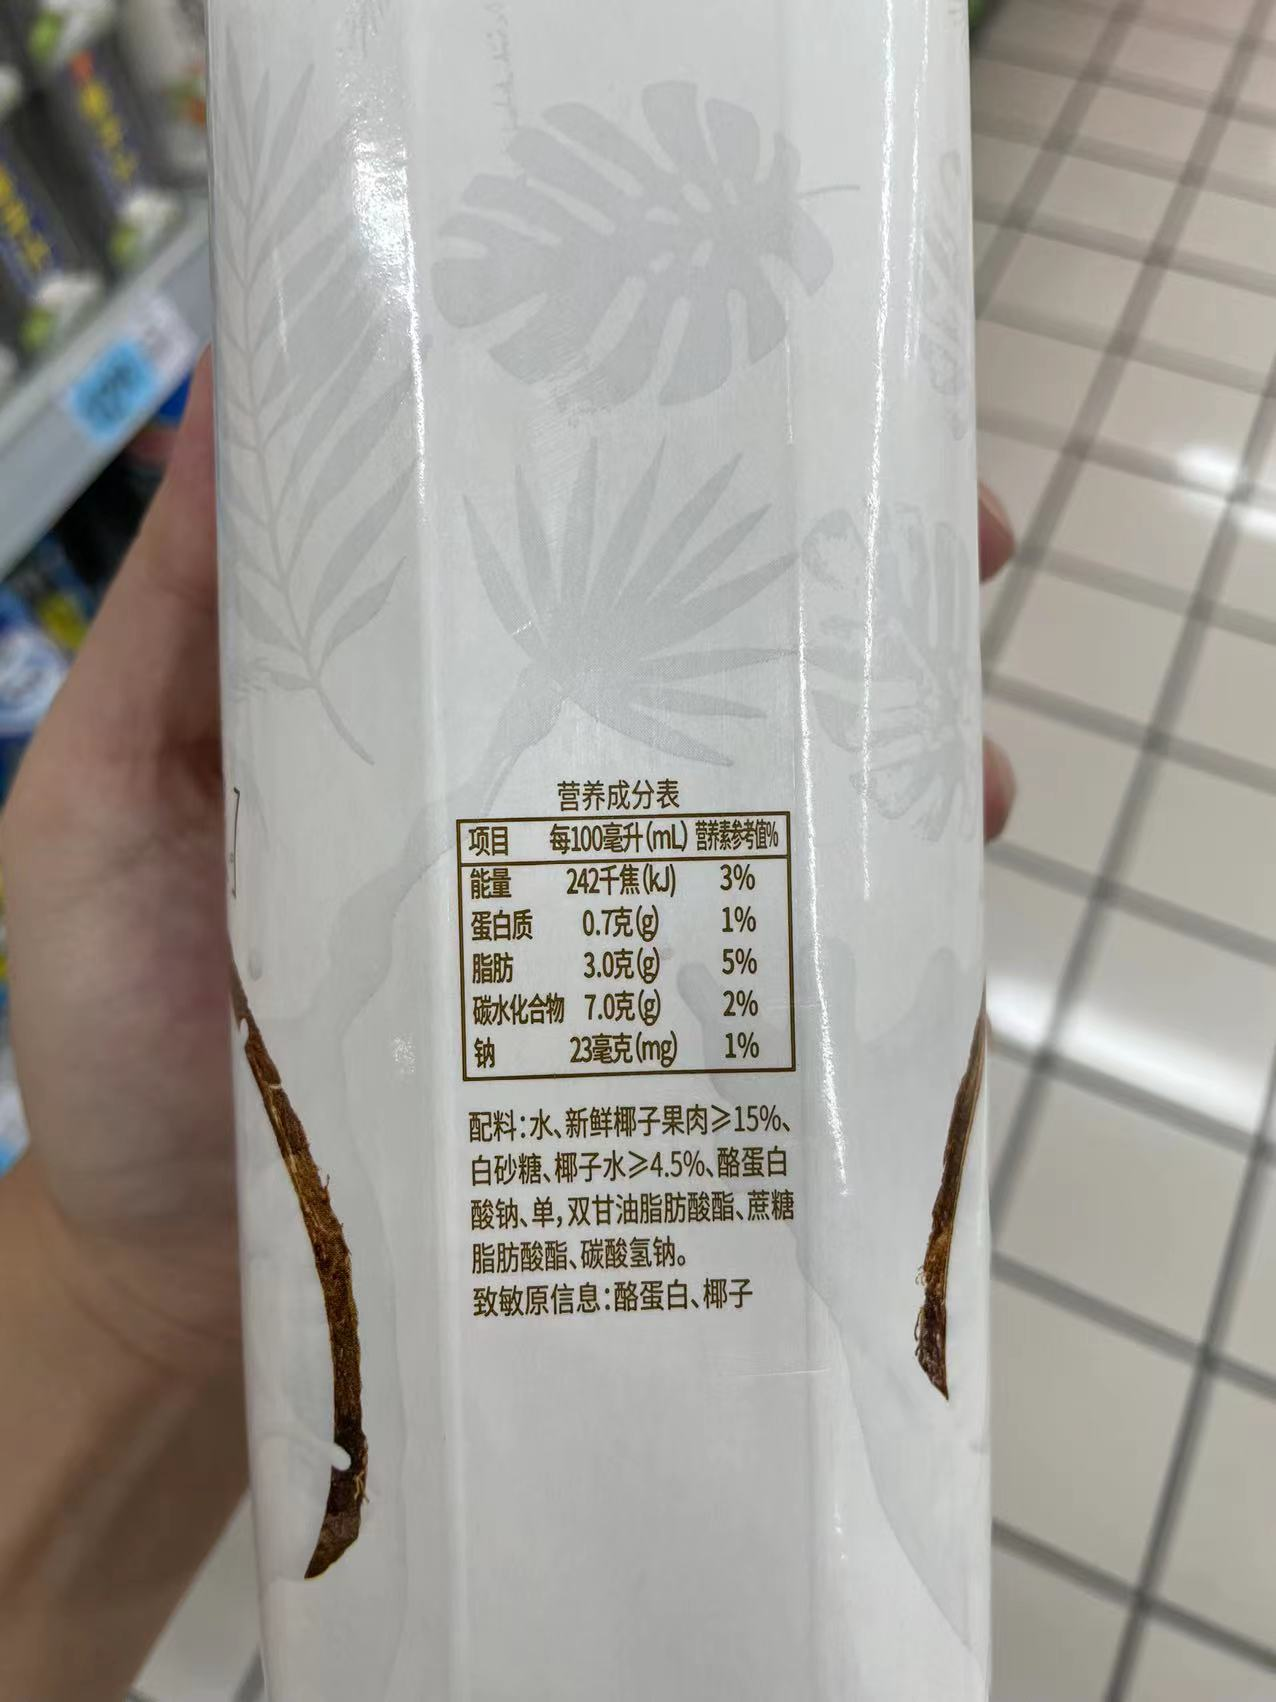 营养成分表
项目 每100毫升(mL) 营养素参考值%
能量 242千焦(kJ) 3%
蛋白质 0.7克(g) 1%
脂肪 3.0克(g) 5%
碳水化合物 7.0克(g) 2%
钠 23毫克(mg) 1%
配料:水、新鲜椰子果肉≥15%、
白砂糖、椰子水≥4.5%、酪蛋白
酸钠、单,双甘油脂肪酸酯、蔗糖
脂肪酸酯、碳酸氢钠。
致敏原信息:酪蛋白、椰子